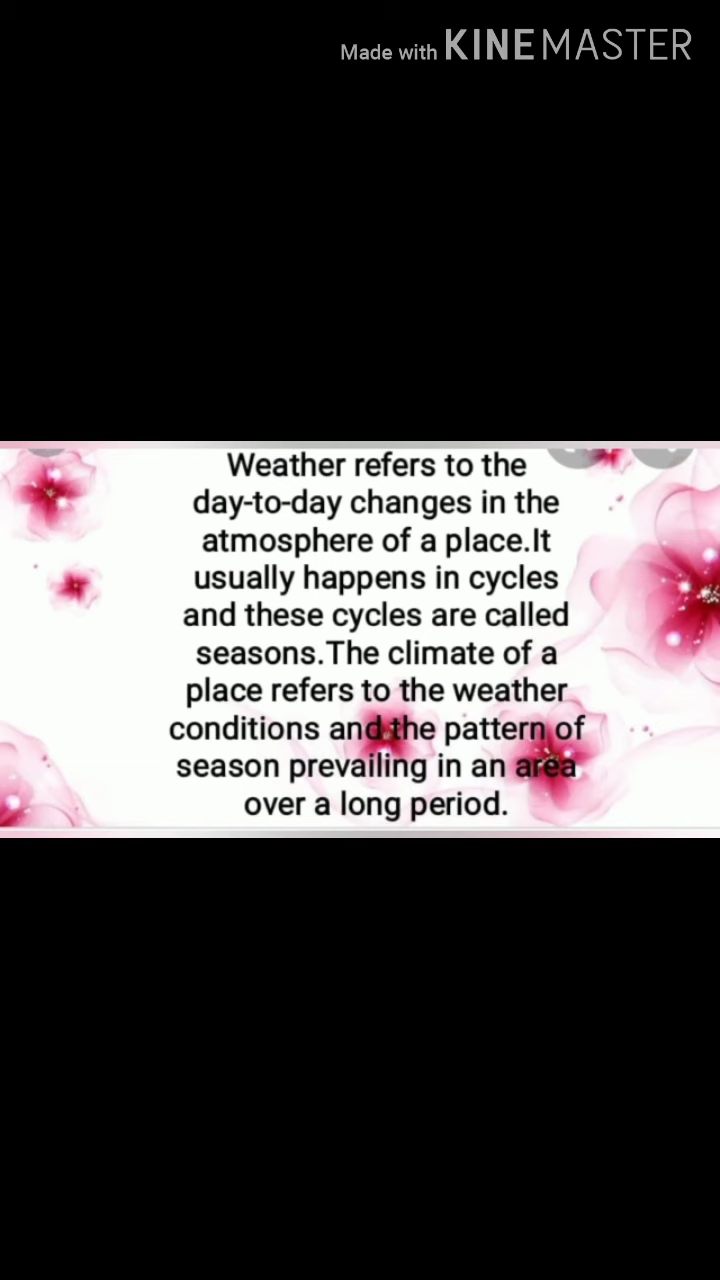 Made with KINEMASTER
Weather refers to the
day-to-day changes in the
atmosphere of a place.It
usually happens in cycles
and these cycles are called
seasons.The climate of a
place refers to the weather
conditions and the pattern of
season prevailing in an area
over a long period.